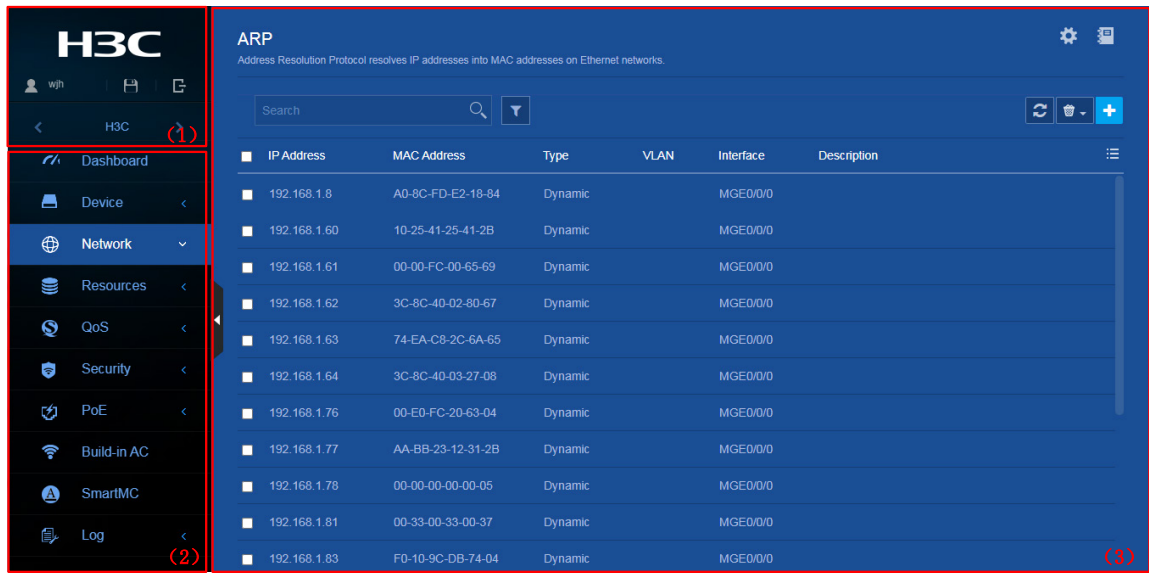 H3C
wjh
H3C
(1)
Dashboard
Device
Network
Resources
QoS
Security
PoE
Build-in AC
SmartMC
Log
(2)
ARP
Address Resolution Protocol resolves IP addresses into MAC addresses on Ethernet networks.
Search
IP Address MAC Address Type VLAN Interface Description
192.168.1.8 A0-8C-FD-E2-18-84 Dynamic MGE0/0/0
192.168.1.60 10-25-41-25-41-2B Dynamic MGE0/0/0
192.168.1.61 00-00-FC-00-65-69 Dynamic MGE0/0/0
192.168.1.62 3C-8C-40-02-80-67 Dynamic MGE0/0/0
192.168.1.63 74-EA-C8-2C-6A-65 Dynamic MGE0/0/0
192.168.1.64 3C-8C-40-03-27-08 Dynamic MGE0/0/0
192.168.1.76 00-E0-FC-20-63-04 Dynamic MGE0/0/0
192.168.1.77 AA-BB-23-12-31-2B Dynamic MGE0/0/0
192.168.1.78 00-00-00-00-00-05 Dynamic MGE0/0/0
192.168.1.81 00-33-00-33-00-37 Dynamic MGE0/0/0
192.168.1.83 F0-10-9C-DB-74-04 Dynamic MGE0/0/0
(3)